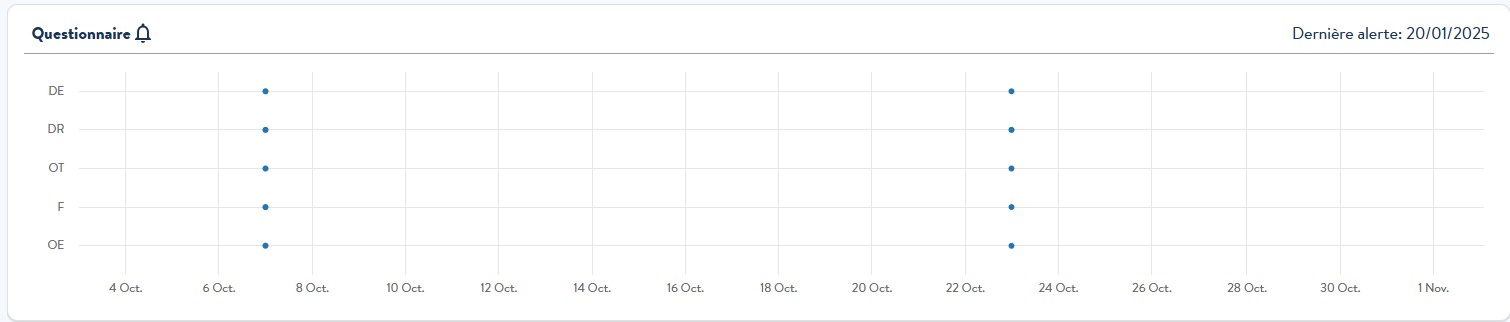 Questionnaire
Dernière alerte: 20/01/2025
DE
DR
OT
F
OE
4 Oct. 6 Oct. 8 Oct. 10 Oct. 12 Oct. 14 Oct. 16 Oct. 18 Oct. 20 Oct. 22 Oct. 24 Oct. 26 Oct. 28 Oct. 30 Oct. 1 Nov.